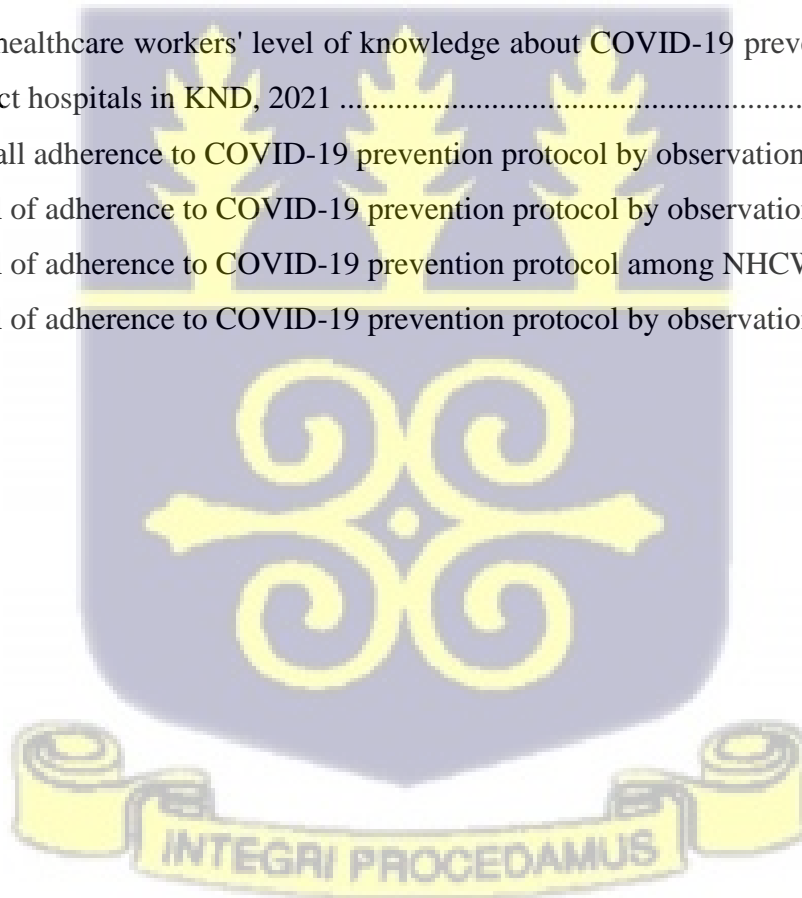 healthcare workers' level of knowledge about COVID-19 prev
ct hospitals in KND, 2021 ........................................................................
all adherence to COVID-19 prevention protocol by observation
of adherence to COVID-19 prevention protocol by observation
of adherence to COVID-19 prevention protocol among NHCW
of adherence to COVID-19 prevention protocol by observation
INTEGRI PROCEDAMUS